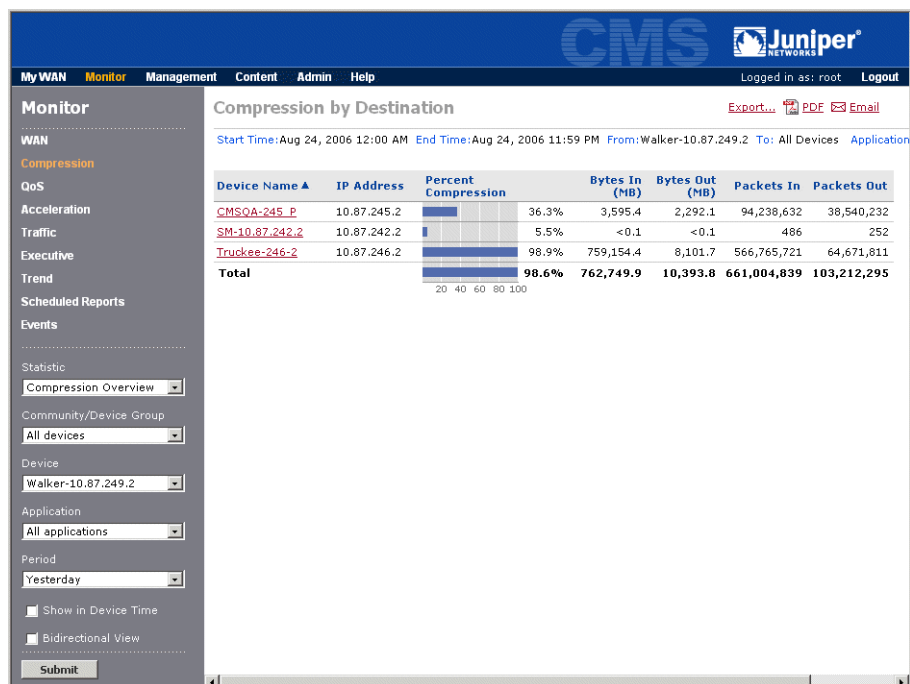 CMS
Juniper®
NETWORKS
My WAN Monitor Management Content Admin Help Logged in as: root Logout
Monitor
WAN
Compression
QoS
Acceleration
Traffic
Executive
Trend
Scheduled Reports
Events
Statistic
Compression Overview
Community/Device Group
All devices
Device
Walker-10.87.249.2
Application
All applications
Period
Yesterday
Show in Device Time
Bidirectional View
Submit
Compression by Destination Export... PDF Email
Start Time:Aug 24, 2006 12:00 AM End Time:Aug 24, 2006 11:59 PM From:Walker-10.87.249.2 To: All Devices Application
Device Name IP Address Percent Compression Bytes In (MB) Bytes Out (MB) Packets In Packets Out
CMSQA-245 P 10.87.245.2 36.3% 3,595.4 2,292.1 94,238,632 38,540,232
SM-10.87.242.2 10.87.242.2 5.5% <0.1 <0.1 486 252
Truckee-246-2 10.87.246.2 98.9% 759,154.4 8,101.7 566,765,721 64,671,811
Total 98.6% 762,749.9 10,393.8 661,004,839 103,212,295
20 40 60 80 100